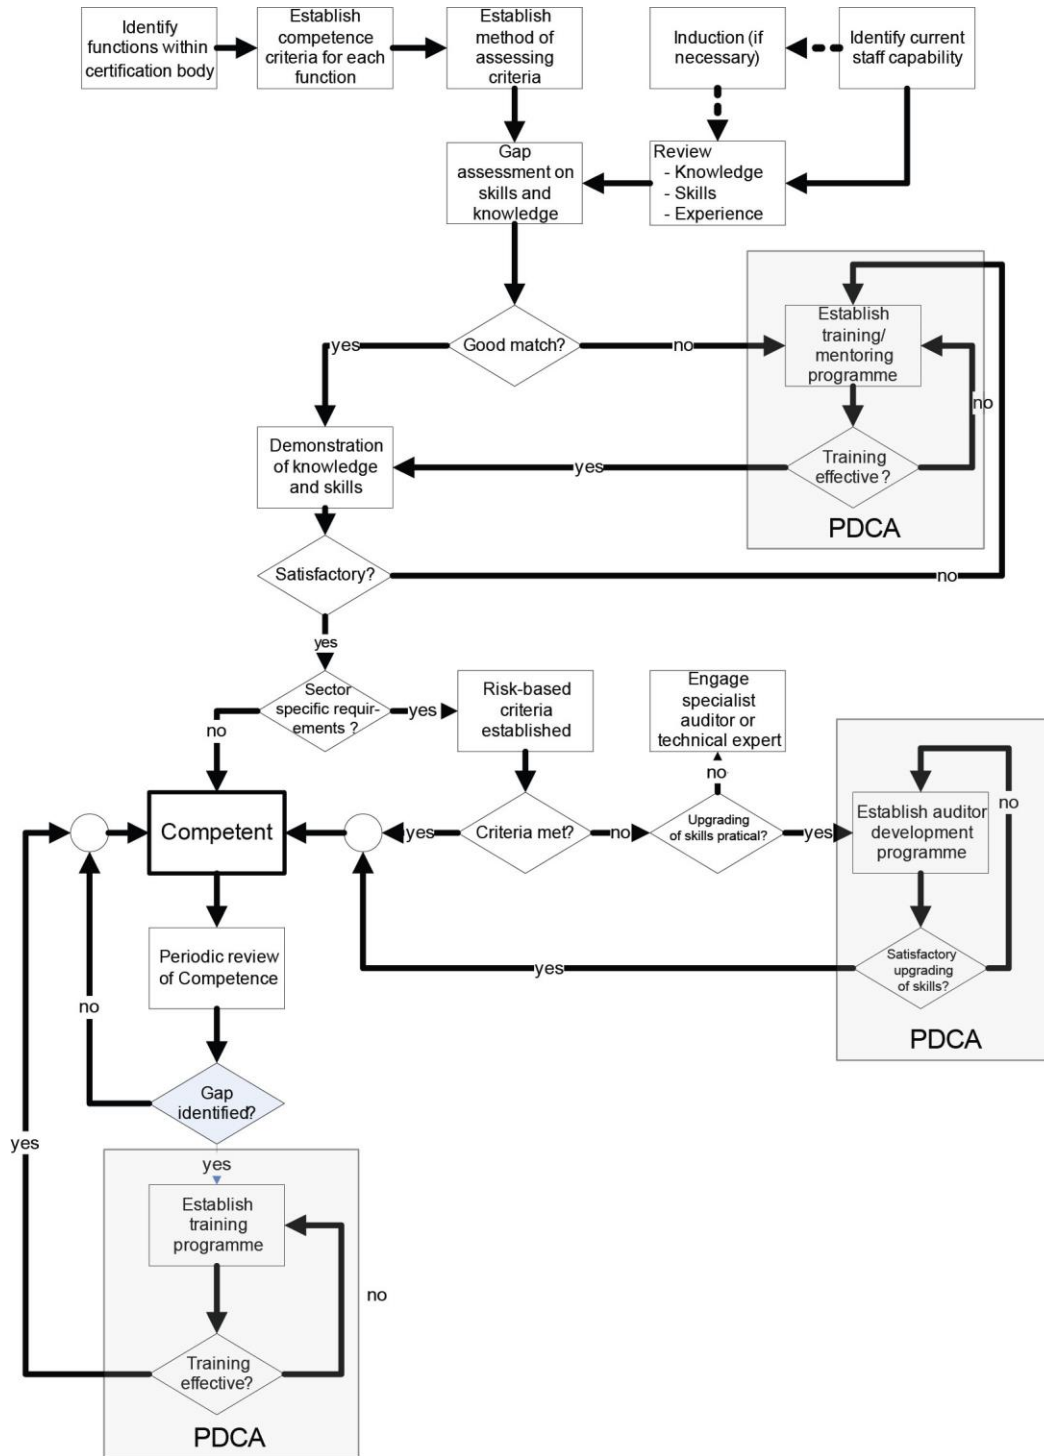 Identify
functions within
certification body
Establish
competence
criteria for each
function
Establish
method of
assessing
criteria
Induction (if
necessary)
Identify current
staff capability
Gap
assessment on
skills and
knowledge
Review
- Knowledge
- Skills
- Experience
Good match?
yes
no
Establish
training/
mentoring
programme
no
Training
effective ?
PDCA
yes
Demonstration
of knowledge
and skills
Satisfactory?
no
yes
Sector
specific requir-
ements ?
no
yes
Risk-based
criteria
established
Engage
specialist
auditor or
technical expert
no
Competent
yes
Criteria met?
no
Upgrading
of skills pratical?
yes
Establish auditor
development
programme
no
Satisfactory
upgrading
of skills?
PDCA
yes
Periodic review
of Competence
no
Gap
identified?
yes
yes
Establish
training
programme
no
Training
effective?
PDCA